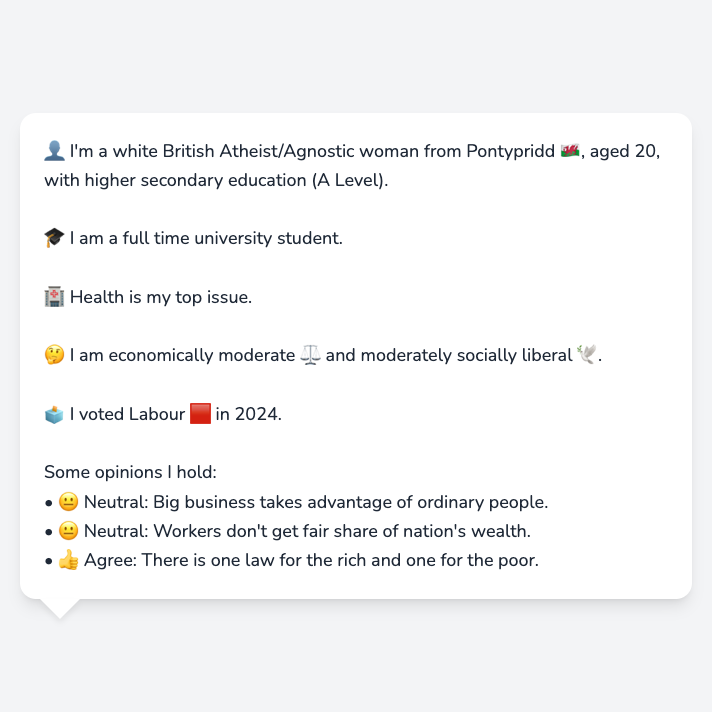 👤 I'm a white British Atheist/Agnostic woman from Pontypridd 🏴󠁧󠁢󠁷󠁬󠁳󠁿, aged 20,
with higher secondary education (A Level).
🎓 I am a full time university student.
🏥 Health is my top issue.
🤔 I am economically moderate ⚖️ and moderately socially liberal 🕊️.
🗳️ I voted Labour 🟥 in 2024.
Some opinions I hold:
• 😐 Neutral: Big business takes advantage of ordinary people.
• 😐 Neutral: Workers don't get fair share of nation's wealth.
• 👍 Agree: There is one law for the rich and one for the poor.